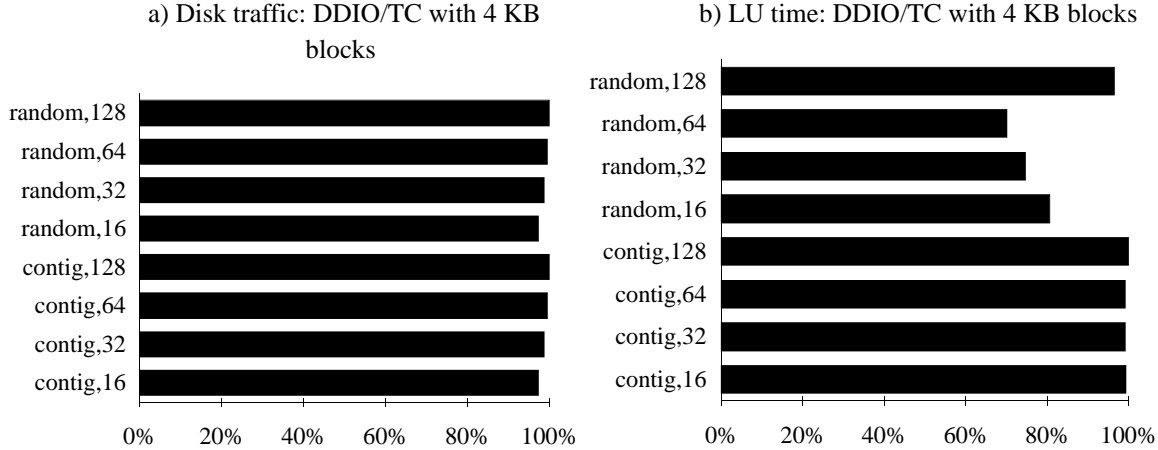 a) Disk traffic: DDIO/TC with 4 KB
blocks
random,128
random,64
random,32
random,16
contig,128
contig,64
contig,32
contig,16
0% 20% 40% 60% 80% 100%
b) LU time: DDIO/TC with 4 KB blocks
random,128
random,64
random,32
random,16
contig,128
contig,64
contig,32
contig,16
0% 20% 40% 60% 80% 100%